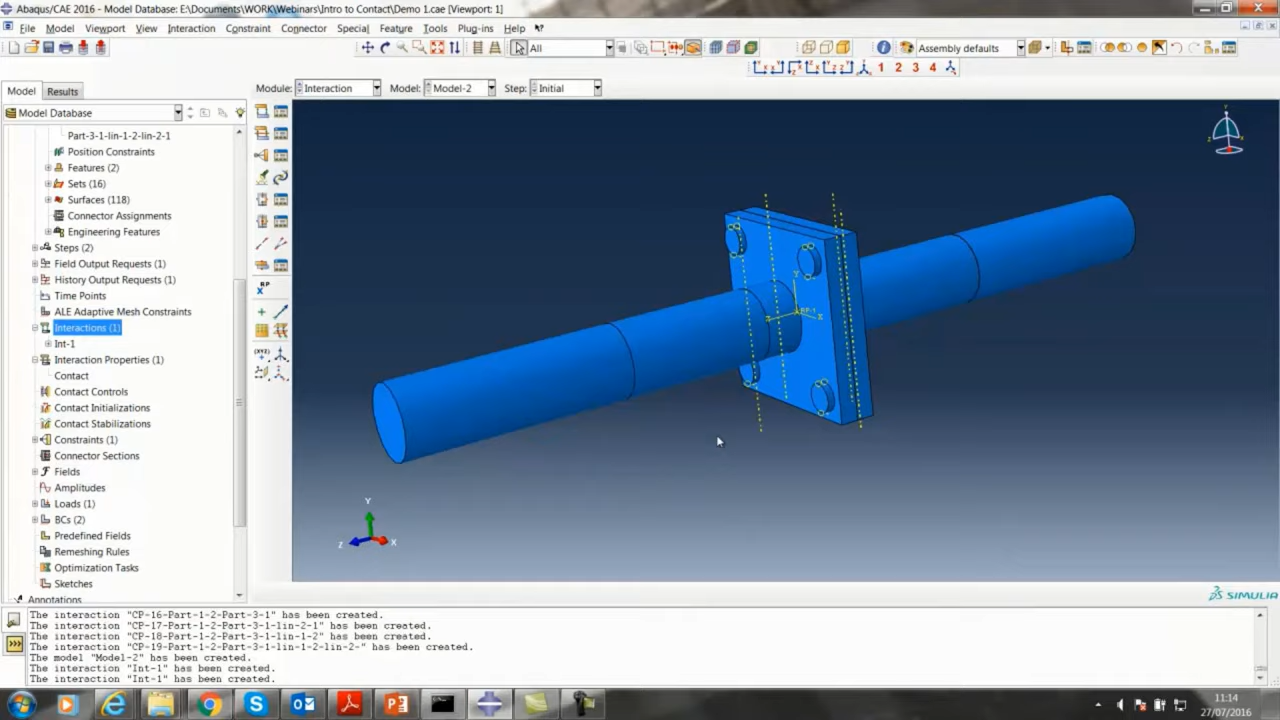 Abaqus/CAE 2016 - Model Database: E:\Documents\WORK\Webinars\Intro to Contact\Demo 1.cae [Viewport: 1]
File Model Viewport View Interaction Constraint Connector Special Feature Tools Plug-ins Help
All
Assembly defaults
1 2 3 4
Model Results
Module: Interaction Model: Model-2 Step: Initial
Model Database
Part-3-1-lin-1-2-lin-2-1
Position Constraints
Features (2)
Sets (16)
Surfaces (118)
Connector Assignments
Engineering Features
Steps (2)
Field Output Requests (1)
History Output Requests (1)
Time Points
ALE Adaptive Mesh Constraints
Interactions (1)
Int-1
Interaction Properties (1)
Contact
Contact Controls
Contact Initializations
Contact Stabilizations
Constraints (1)
Connector Sections
Fields
Amplitudes
Loads (1)
BCs (2)
Predefined Fields
Remeshing Rules
Optimization Tasks
Sketches
Annotations
RP
(XYZ)
RP-1
Y
Z
X
SIMULIA
The interaction "CP-16-Part-1-2-Part-3-1" has been created.
The interaction "CP-17-Part-1-2-Part-3-1-lin-2-1" has been created.
The interaction "CP-18-Part-1-2-Part-3-1-lin-1-2" has been created.
The interaction "CP-19-Part-1-2-Part-3-1-lin-1-2-lin-2-" has been created.
The model "Model-2" has been created.
The interaction "Int-1" has been created.
The interaction "Int-1" has been created.
11:14
27/07/2016